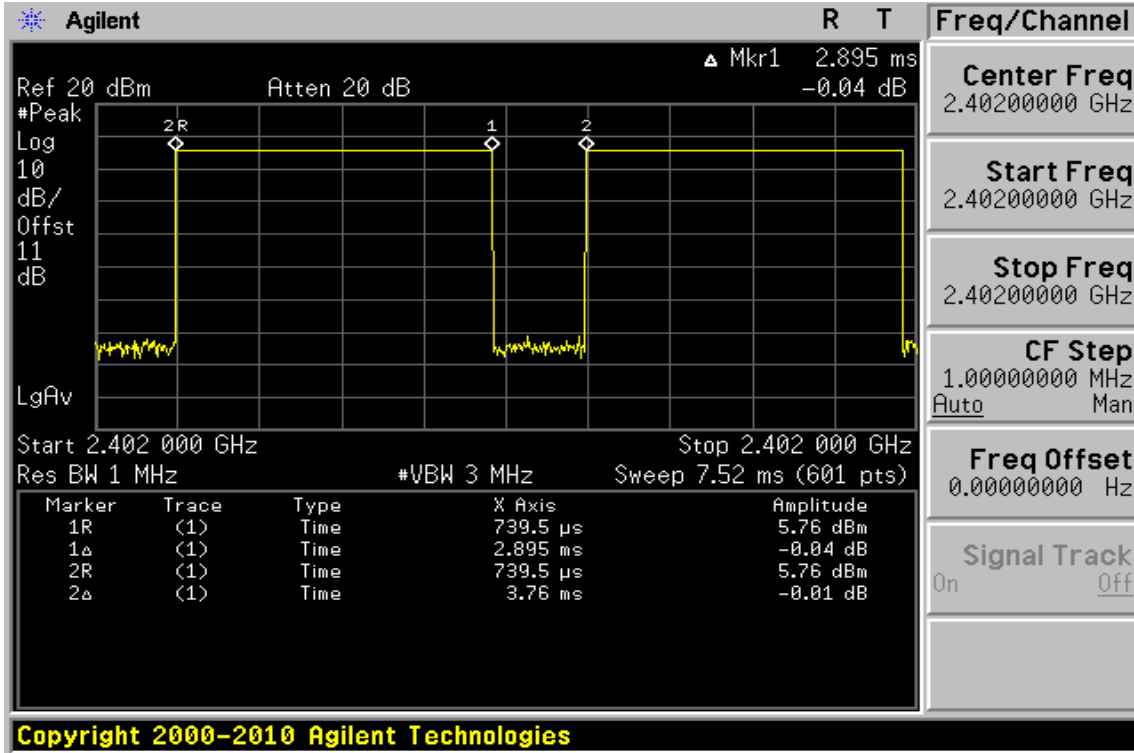 Agilent R T
Δ Mkr1 2.895 ms
Ref 20 dBm Atten 20 dB -0.04 dB
#Peak
Log
10
dB/
Offst
11
dB
LgAv
2R 1 2
Start 2.402 000 GHz Stop 2.402 000 GHz
Res BW 1 MHz #VBW 3 MHz Sweep 7.52 ms (601 pts)
Marker Trace Type X Axis Amplitude
1R (1) Time 739.5 µs 5.76 dBm
1Δ (1) Time 2.895 ms -0.04 dB
2R (1) Time 739.5 µs 5.76 dBm
2Δ (1) Time 3.76 ms -0.01 dB
Copyright 2000-2010 Agilent Technologies
Freq/Channel
Center Freq
2.40200000 GHz
Start Freq
2.40200000 GHz
Stop Freq
2.40200000 GHz
CF Step
1.00000000 MHz
Auto Man
Freq Offset
0.00000000 Hz
Signal Track
On Off